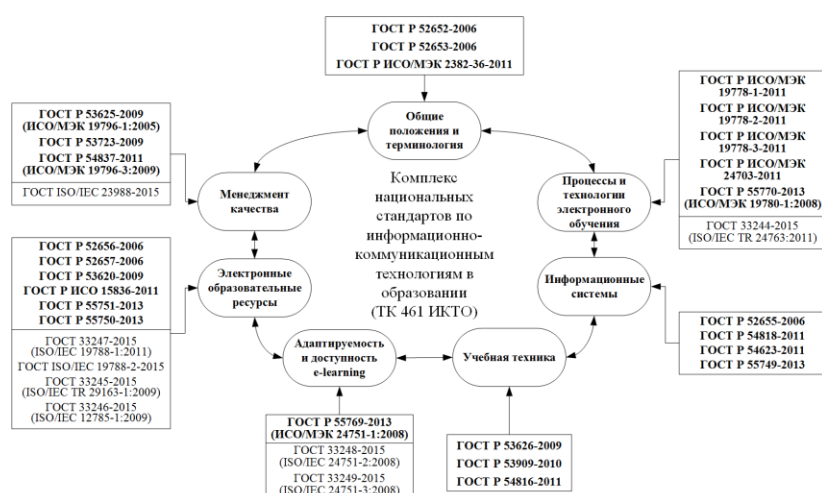 ГОСТ Р 52652-2006
ГОСТ Р 52653-2006
ГОСТ Р ИСО/МЭК 2382-36-2011
Общие
положения и
терминология
ГОСТ Р 53625-2009
(ИСО/МЭК 19796-1:2005)
ГОСТ Р 53723-2009
ГОСТ Р 54837-2011
(ИСО/МЭК 19796-3:2009)
ГОСТ ISO/IEC 23988-2015
Менеджмент
качества
ГОСТ Р ИСО/МЭК
19778-1-2011
ГОСТ Р ИСО/МЭК
19778-2-2011
ГОСТ Р ИСО/МЭК
19778-3-2011
ГОСТ Р ИСО/МЭК
24703-2011
ГОСТ Р 55770-2013
(ИСО/МЭК 19780-1:2008)
ГОСТ 33244-2015
(ISO/IEC TR 24763:2011)
Процессы и
технологии
электронного
обучения
Комплекс
национальных
стандартов по
информационно-
коммуникационным
технологиям в
образовании
(ТК 461 ИКТО)
ГОСТ Р 52656-2006
ГОСТ Р 52657-2006
ГОСТ Р 53620-2009
ГОСТ Р ИСО 15836-2011
ГОСТ Р 55751-2013
ГОСТ Р 55750-2013
ГОСТ 33247-2015
(ISO/IEC 19788-1:2011)
ГОСТ ISO/IEC 19788-2-2015
ГОСТ 33245-2015
(ISO/IEC TR 29163-1:2009)
ГОСТ 33246-2015
(ISO/IEC 12785-1:2009)
Электронные
образовательные
ресурсы
Информационные
системы
ГОСТ Р 52655-2006
ГОСТ Р 54818-2011
ГОСТ Р 54623-2011
ГОСТ Р 55749-2013
Адаптируемость
и доступность
e-learning
Учебная техника
ГОСТ Р 55769-2013
(ИСО/МЭК 24751-1:2008)
ГОСТ 33248-2015
(ISO/IEC 24751-2:2008)
ГОСТ 33249-2015
(ISO/IEC 24751-3:2008)
ГОСТ Р 53626-2009
ГОСТ Р 53909-2010
ГОСТ Р 54816-2011